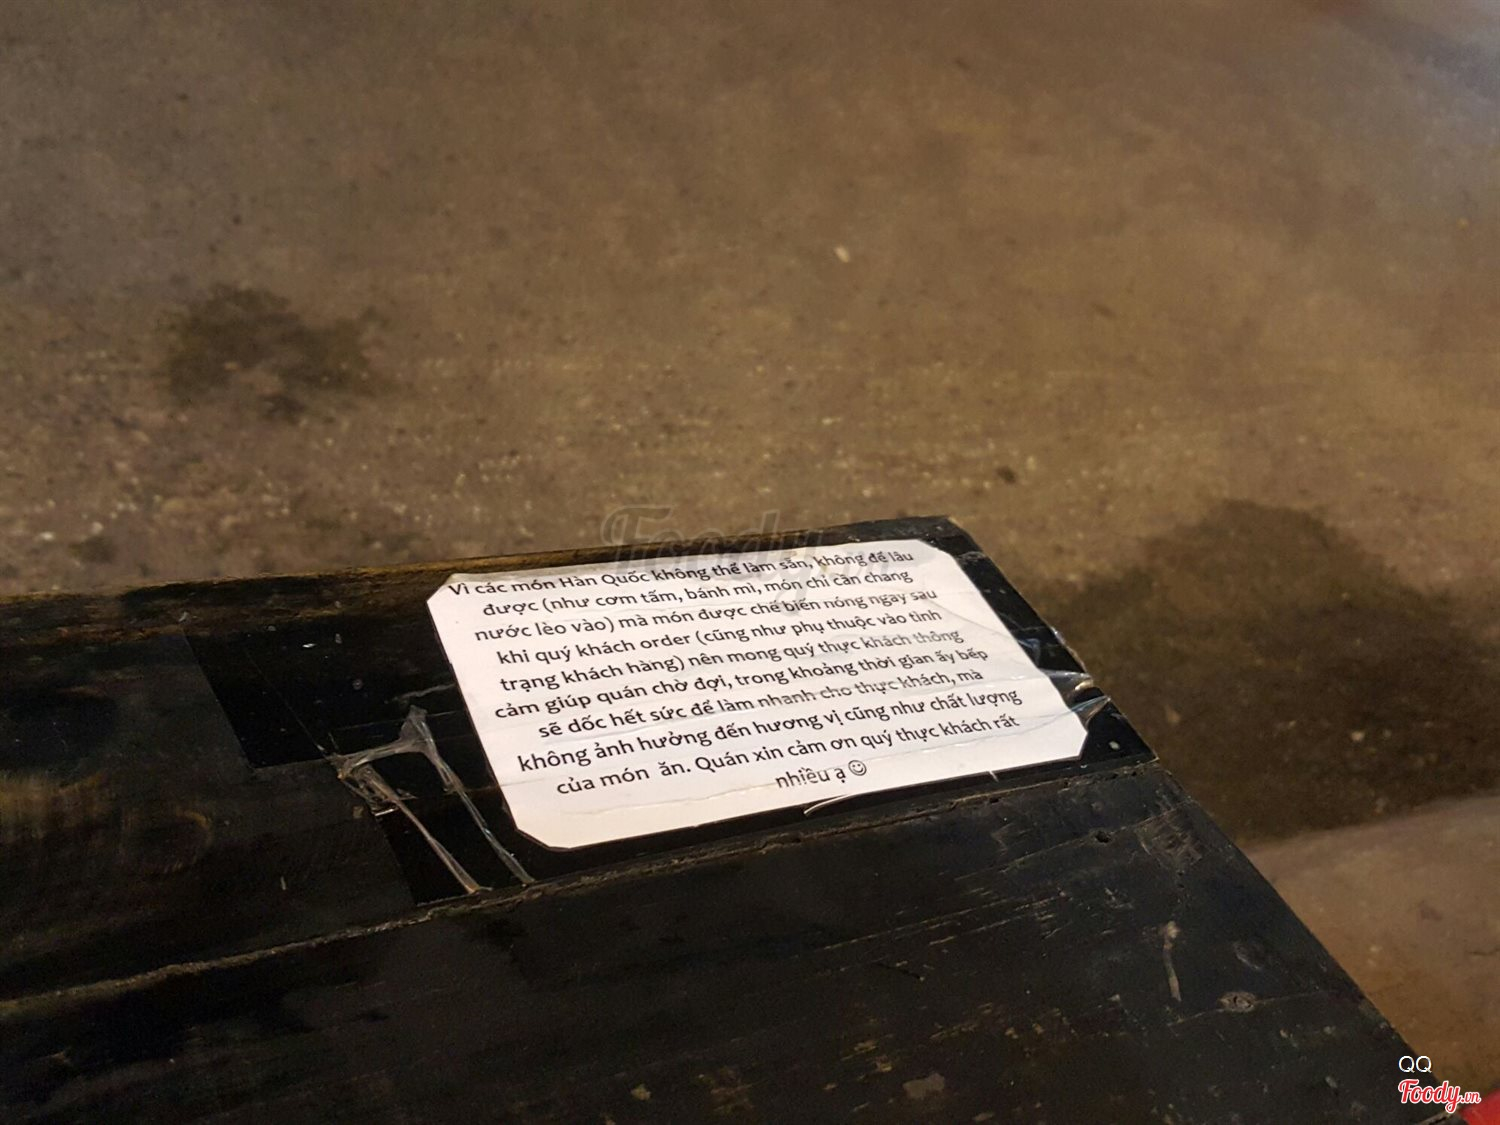 Foody.vn
Vì các món Hàn Quốc không thể làm sẵn, không để lâu
được (như cơm tấm, bánh mì, món chỉ cần chang
nước lèo vào) mà món được chế biến nóng ngay sau
khi quý khách order (cũng như phụ thuộc vào tình
trạng khách hàng) nên mong quý thực khách thông
cảm giúp quán chờ đợi, trong khoảng thời gian ấy bếp
sẽ dốc hết sức để làm nhanh cho thực khách, mà
không ảnh hưởng đến hương vị cũng như chất lượng
của món ăn. Quán xin cảm ơn quý thực khách rất
nhiều ạ ☺
QQ
Foody.vn